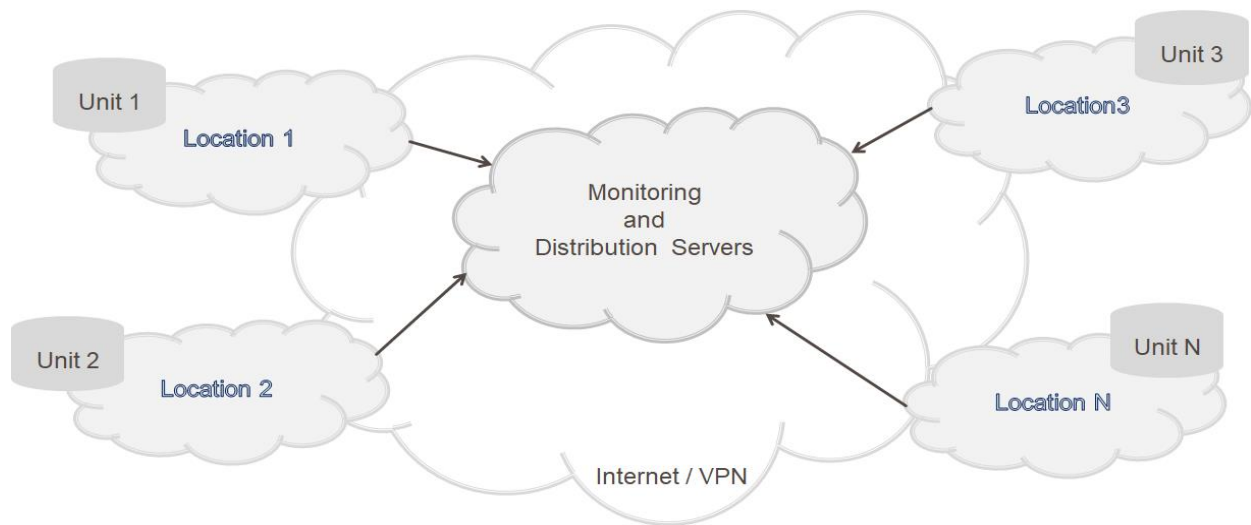 Unit 1
Location 1
Unit 3
Location3
Monitoring
and
Distribution Servers
Unit 2
Location 2
Unit N
Location N
Internet / VPN